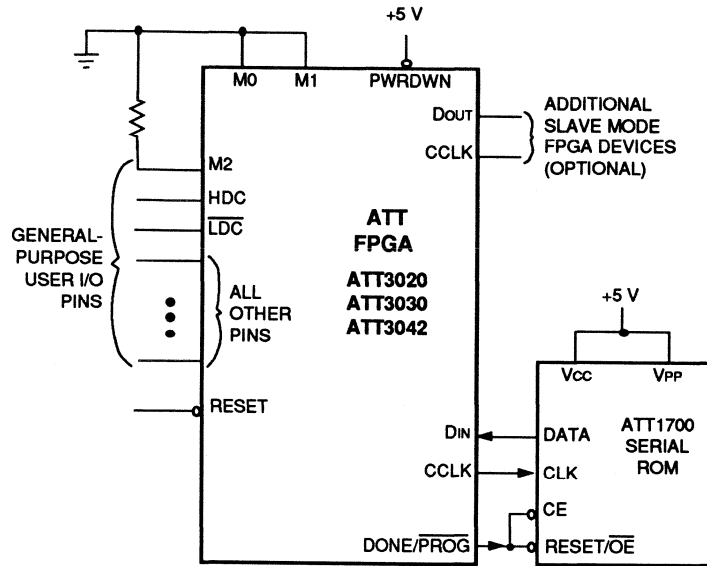 +5 V
M0 M1 PWRDWN
DOUT
CCLK
ADDITIONAL
SLAVE MODE
FPGA DEVICES
(OPTIONAL)
M2
HDC
LDC
GENERAL-
PURPOSE
USER I/O
PINS
ALL
OTHER
PINS
RESET
ATT
FPGA
ATT3020
ATT3030
ATT3042
+5 V
VCC VPP
ATT1700
SERIAL
ROM
DIN
DATA
CCLK
CLK
CE
DONE/PROG
RESET/OE